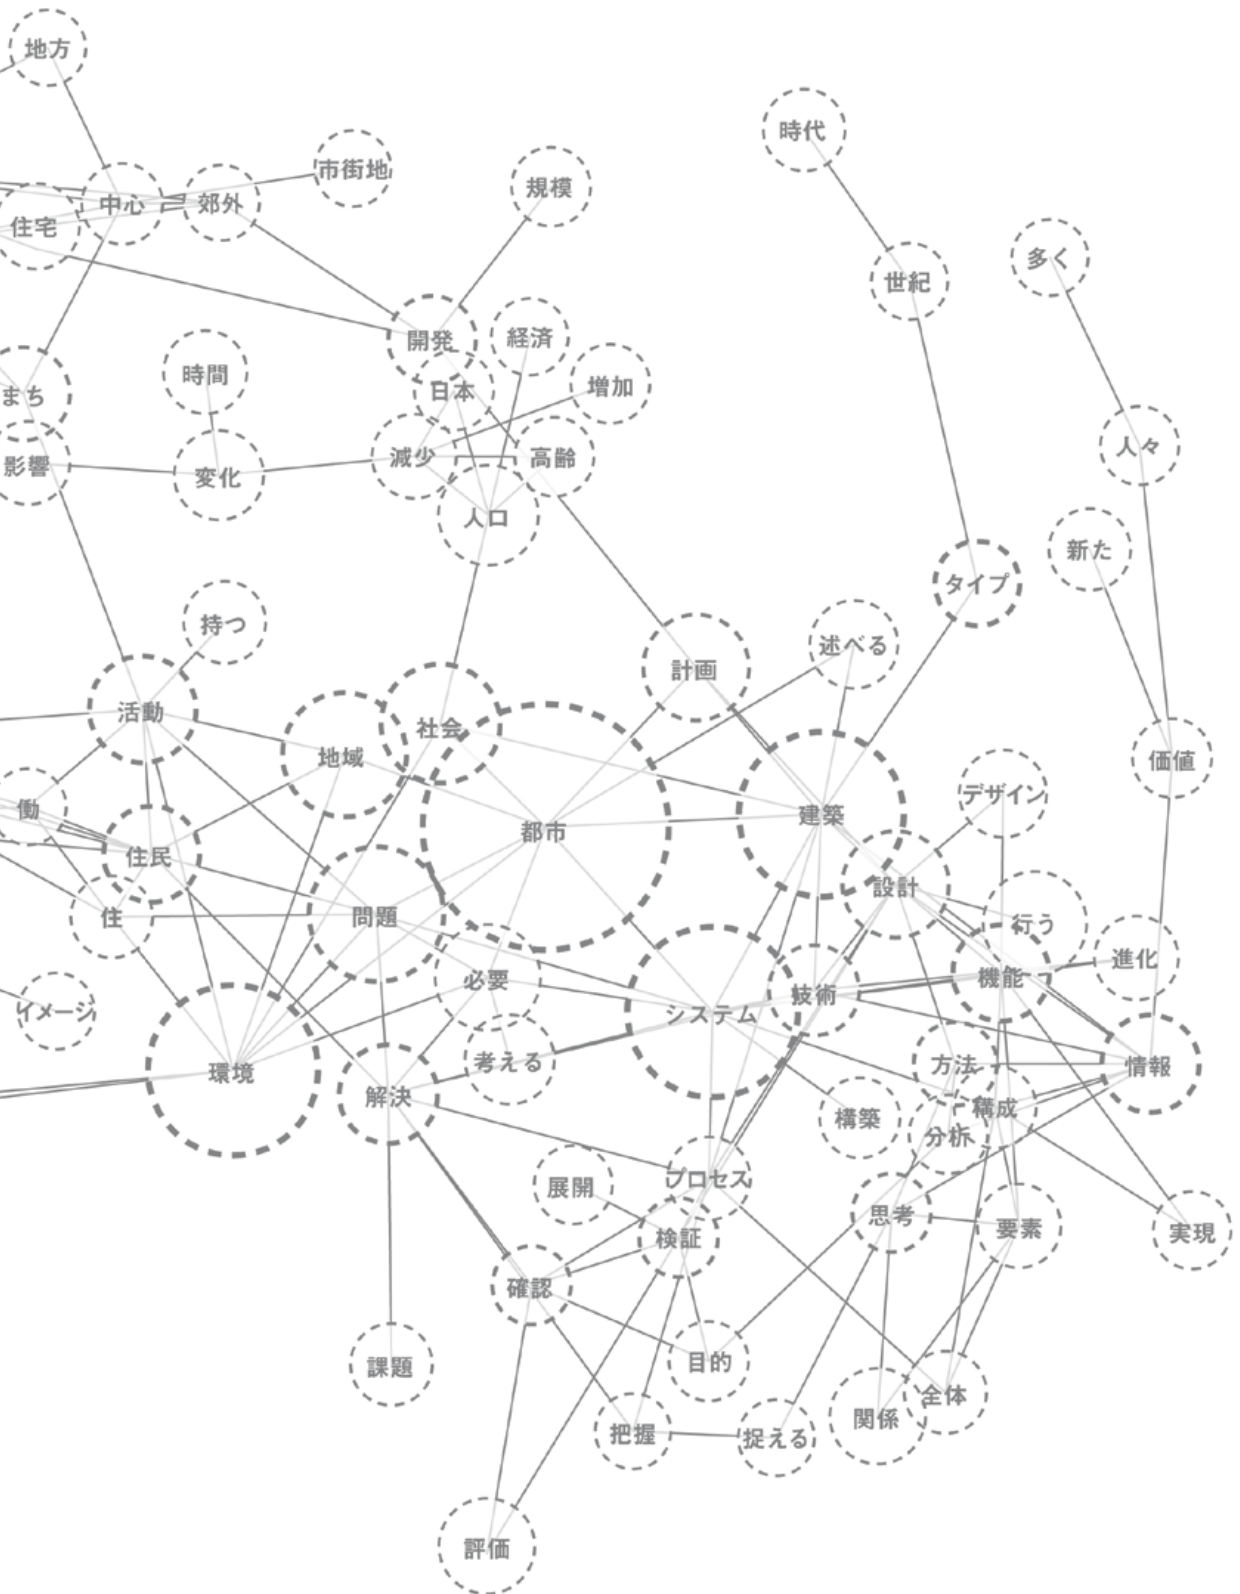 地方
時代
市街地
規模
中心
郊外
住宅
多く
世紀
開発
経済
時間
日本
増加
まち
人々
減少
高齢
影響
変化
人口
新た
タイプ
持つ
述べる
計画
活動
社会
地域
価値
デザイン
働
建築
都市
住民
設計
住
問題
行う
進化
必要
機能
技術
イメージ
システム
考える
方法
情報
環境
解決
構成
構築
分析
プロセス
展開
思考
要素
実現
検証
確認
目的
課題
全体
関係
把握
捉える
評価